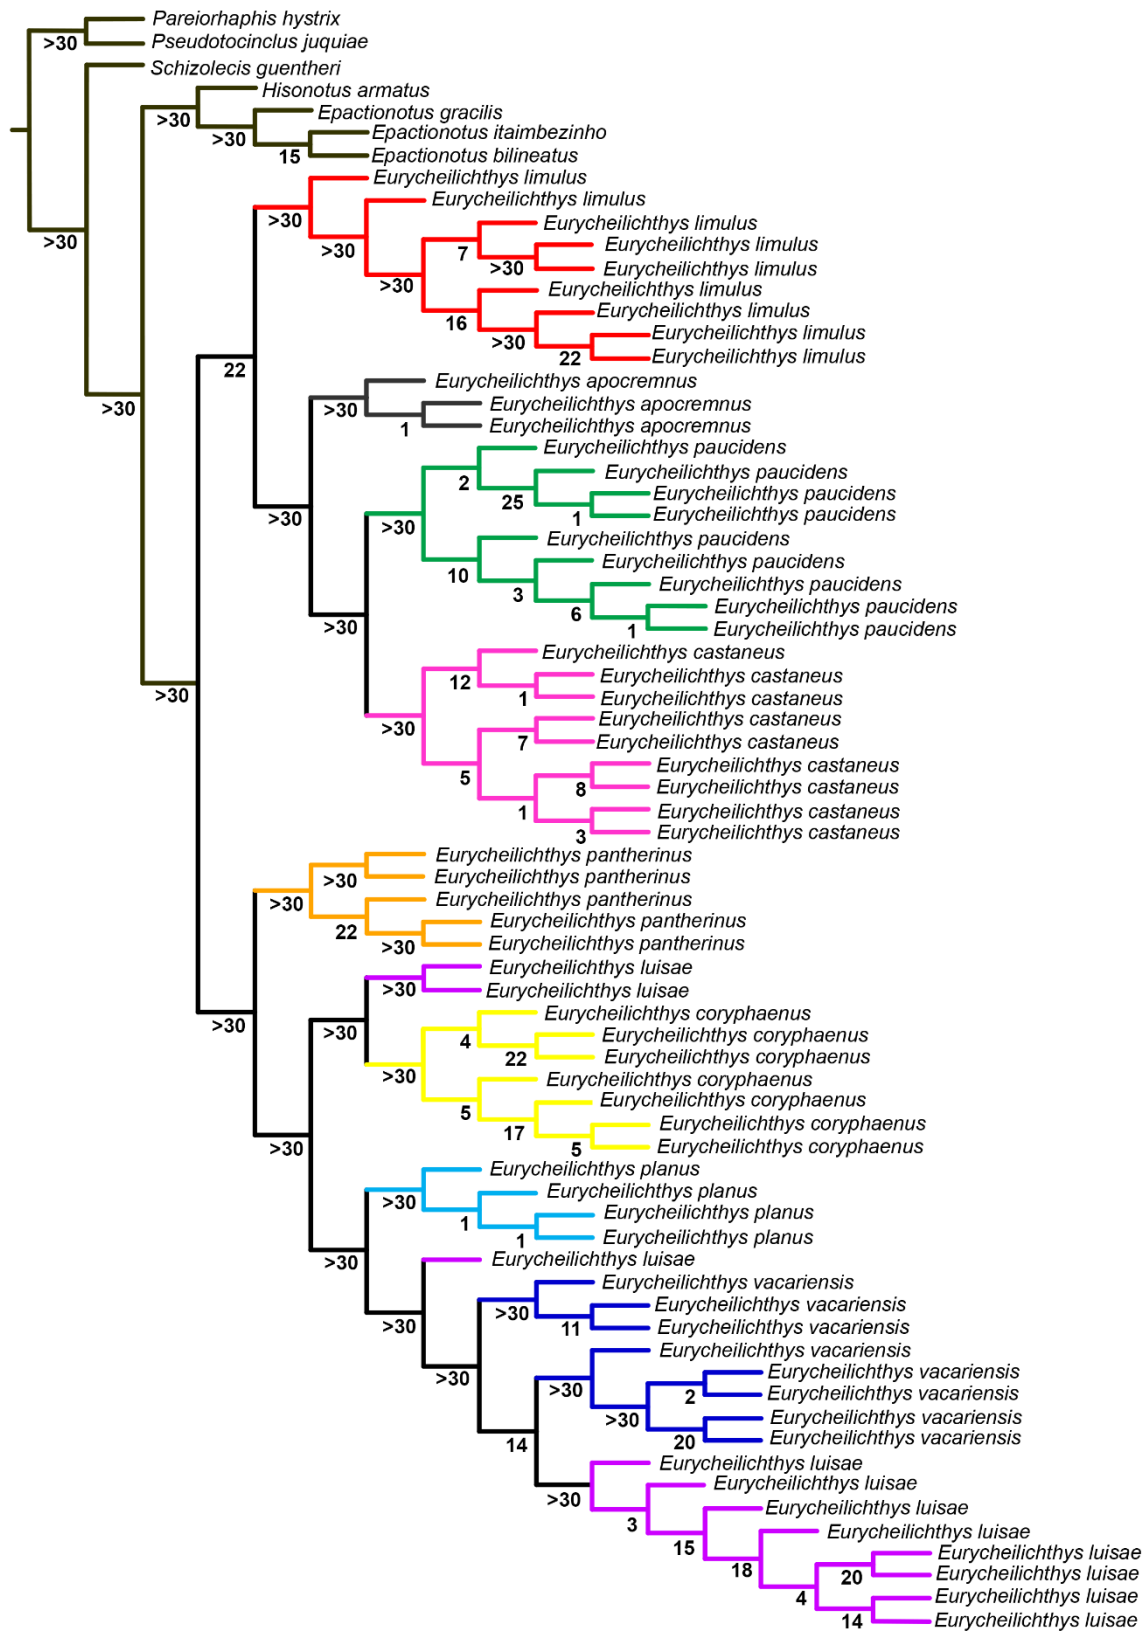 Pareiorhaphis hystrix
>30
Pseudotocinclus juquiae
Schizolecis guentheri
Hisonotus armatus
>30
Epactionotus gracilis
>30
Epactionotus itaimbezinho
15
Epactionotus bilineatus
Eurycheilichthys limulus
>30
Eurycheilichthys limulus
>30
>30
Eurycheilichthys limulus
7
Eurycheilichthys limulus
>30
Eurycheilichthys limulus
>30
Eurycheilichthys limulus
16
Eurycheilichthys limulus
>30
Eurycheilichthys limulus
22
Eurycheilichthys limulus
22
Eurycheilichthys apocremnus
>30
>30
Eurycheilichthys apocremnus
1
Eurycheilichthys apocremnus
Eurycheilichthys paucidens
2
Eurycheilichthys paucidens
25
Eurycheilichthys paucidens
1
Eurycheilichthys paucidens
>30
>30
Eurycheilichthys paucidens
10
Eurycheilichthys paucidens
3
Eurycheilichthys paucidens
6
Eurycheilichthys paucidens
1
Eurycheilichthys paucidens
>30
Eurycheilichthys castaneus
12
Eurycheilichthys castaneus
1
Eurycheilichthys castaneus
>30
>30
Eurycheilichthys castaneus
7
Eurycheilichthys castaneus
5
Eurycheilichthys castaneus
8
Eurycheilichthys castaneus
1
Eurycheilichthys castaneus
3
Eurycheilichthys castaneus
Eurycheilichthys pantherinus
>30
Eurycheilichthys pantherinus
>30
Eurycheilichthys pantherinus
22
Eurycheilichthys pantherinus
>30
Eurycheilichthys pantherinus
Eurycheilichthys luisae
>30
Eurycheilichthys luisae
>30
>30
Eurycheilichthys coryphaenus
4
Eurycheilichthys coryphaenus
22
Eurycheilichthys coryphaenus
>30
Eurycheilichthys coryphaenus
5
Eurycheilichthys coryphaenus
17
Eurycheilichthys coryphaenus
5
Eurycheilichthys coryphaenus
>30
Eurycheilichthys planus
>30
Eurycheilichthys planus
1
Eurycheilichthys planus
1
Eurycheilichthys planus
>30
Eurycheilichthys luisae
>30
Eurycheilichthys vacariensis
>30
Eurycheilichthys vacariensis
11
Eurycheilichthys vacariensis
>30
Eurycheilichthys vacariensis
>30
Eurycheilichthys vacariensis
2
Eurycheilichthys vacariensis
>30
Eurycheilichthys vacariensis
20
Eurycheilichthys vacariensis
14
Eurycheilichthys luisae
>30
Eurycheilichthys luisae
3
Eurycheilichthys luisae
15
Eurycheilichthys luisae
18
Eurycheilichthys luisae
20
Eurycheilichthys luisae
4
Eurycheilichthys luisae
14
Eurycheilichthys luisae